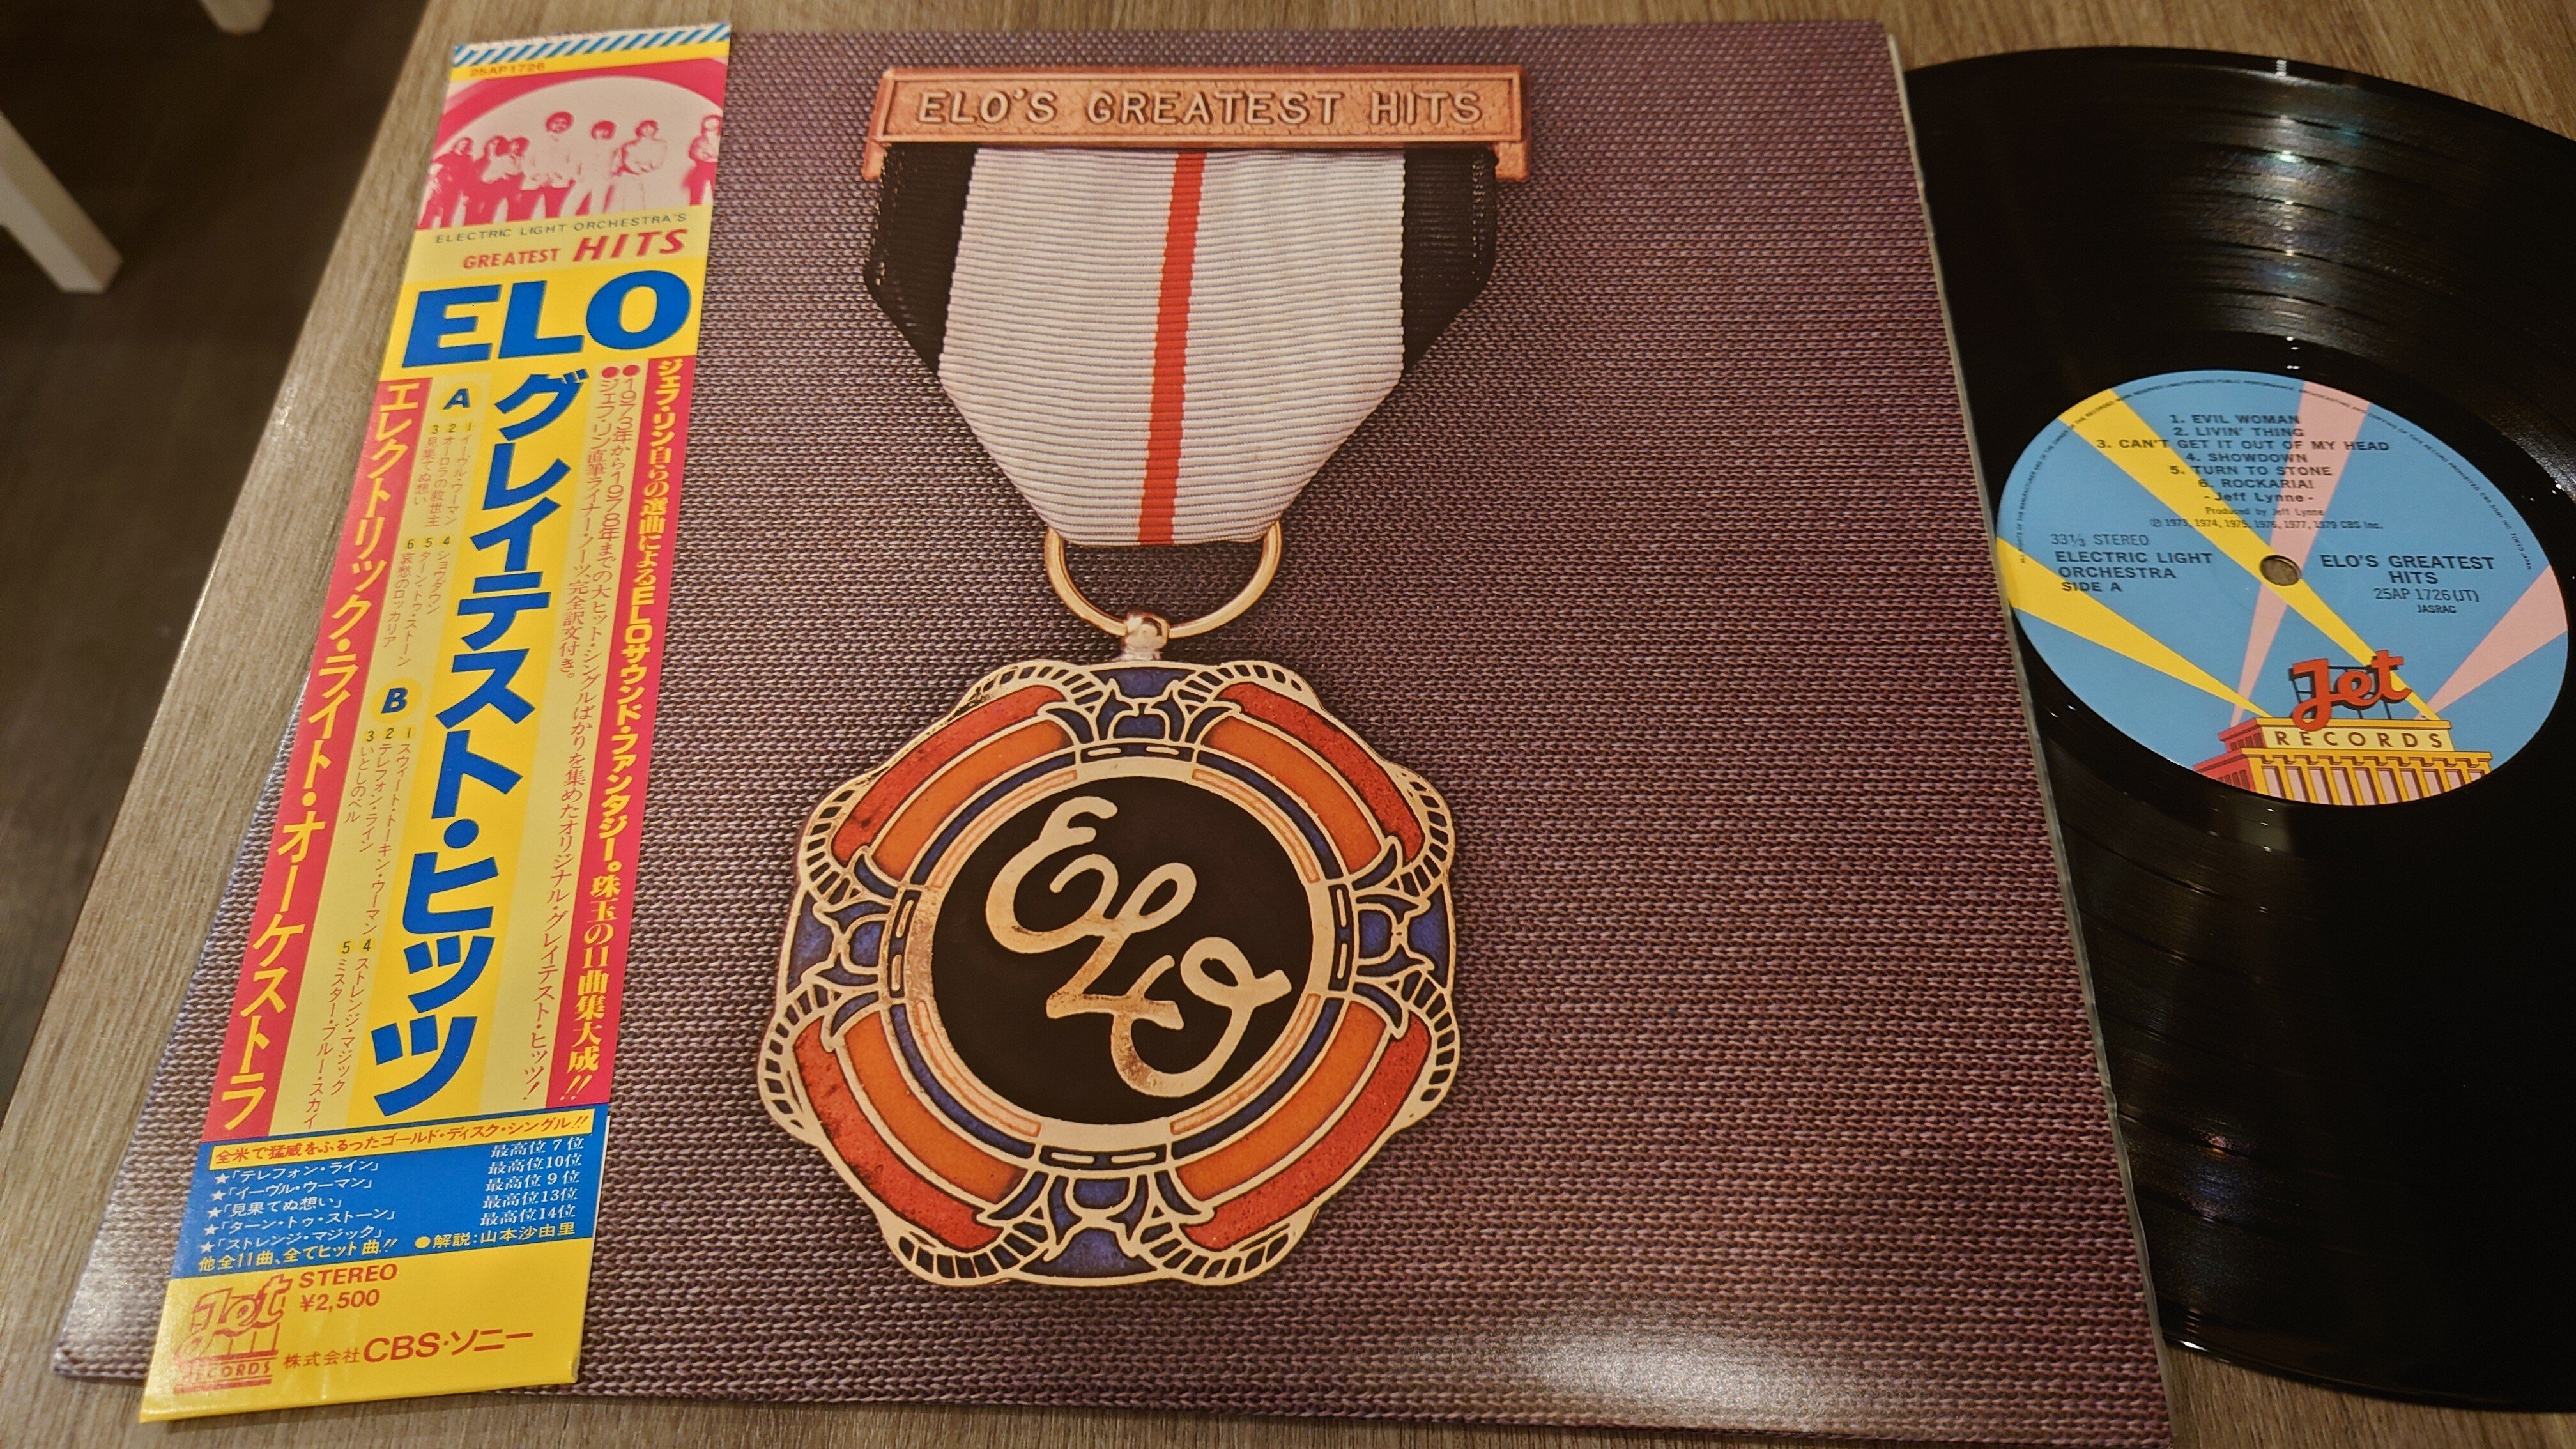 25AP1726
ELECTRIC LIGHT ORCHESTRA'S
GREATEST HITS
ELO
ジェフ・リン自らの選曲によるELOサウンド・ファンタジー。珠玉の11曲集大成!!
●1973年から1978年までの大ヒット・シングルばかりを集めたオリジナル・グレイテスト・ヒッツ!
●ジェフ・リン直筆ライナー・ノーツ、完全訳文付き。
グレイテスト・ヒッツ
A
1 イーヴル・ウーマン
2 オーロラの救世主
3 見果てぬ想い
4 ショウダウン
5 ターン・トゥ・ストーン
6 哀愁のロッカリア
B
1 スウィート・トーキン・ウーマン
2 テレフォン・ライン
3 いとしのベル
4 ストレンジ・マジック
5 ミスター・ブルー・スカイ
エレクトリック・ライト・オーケストラ
全米で猛威をふるったゴールド・ディスク・シングル!!
★「テレフォン・ライン」 最高位7位
★「イーヴル・ウーマン」 最高位10位
★「見果てぬ想い」 最高位9位
★「ターン・トゥ・ストーン」 最高位13位
★「ストレンジ・マジック」 最高位14位
他全11曲、全てヒット曲!! ●解説:山本沙由里
Jet RECORDS
STEREO
¥2,500
株式会社CBS・ソニー
ELO'S GREATEST HITS
ELO
1. EVIL WOMAN
2. LIVIN' THING
3. CAN'T GET IT OUT OF MY HEAD
4. SHOWDOWN
5. TURN TO STONE
6. ROCKARIA!
-Jeff Lynne-
Produced by Jeff Lynne
Ⓟ 1973, 1974, 1975, 1976, 1977, 1979 CBS Inc.
33⅓ STEREO
ELECTRIC LIGHT
ORCHESTRA
SIDE A
ELO'S GREATEST
HITS
25AP 1726(JT)
JASRAC
Jet
RECORDS